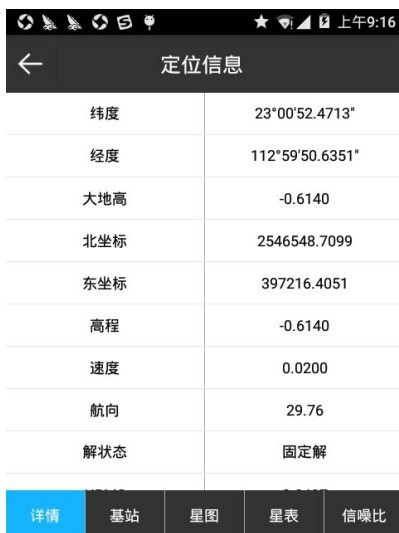 上午9:16
定位信息
纬度 23°00'52.4713"
经度 112°59'50.6351"
大地高 -0.6140
北坐标 2546548.7099
东坐标 397216.4051
高程 -0.6140
速度 0.0200
航向 29.76
解状态 固定解
详情 基站 星图 星表 信噪比